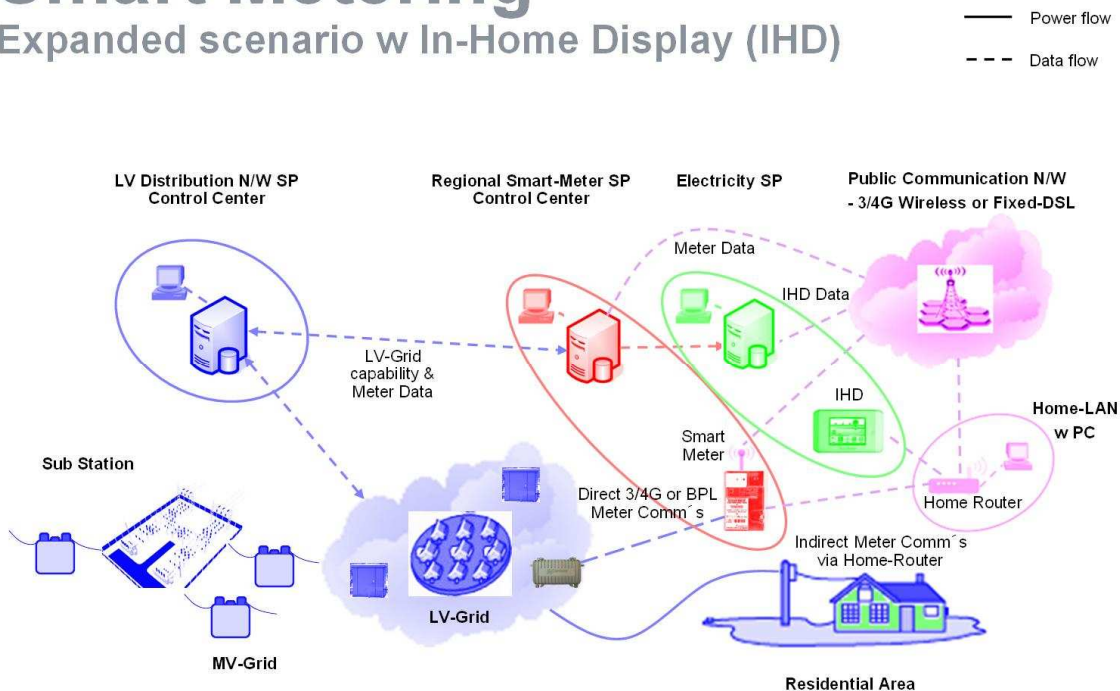 Smart Metering
Expanded scenario w In-Home Display (IHD)
Power flow
Data flow
LV Distribution N/W SP
Control Center
Regional Smart-Meter SP
Control Center
Electricity SP
Public Communication N/W
- 3/4G Wireless or Fixed-DSL
Meter Data
IHD Data
LV-Grid
capability &
Meter Data
IHD
Home-LAN
w PC
Smart
Meter
Sub Station
Direct 3/4G or BPL
Meter Comm´s
Home Router
Indirect Meter Comm´s
via Home-Router
LV-Grid
MV-Grid
Residential Area